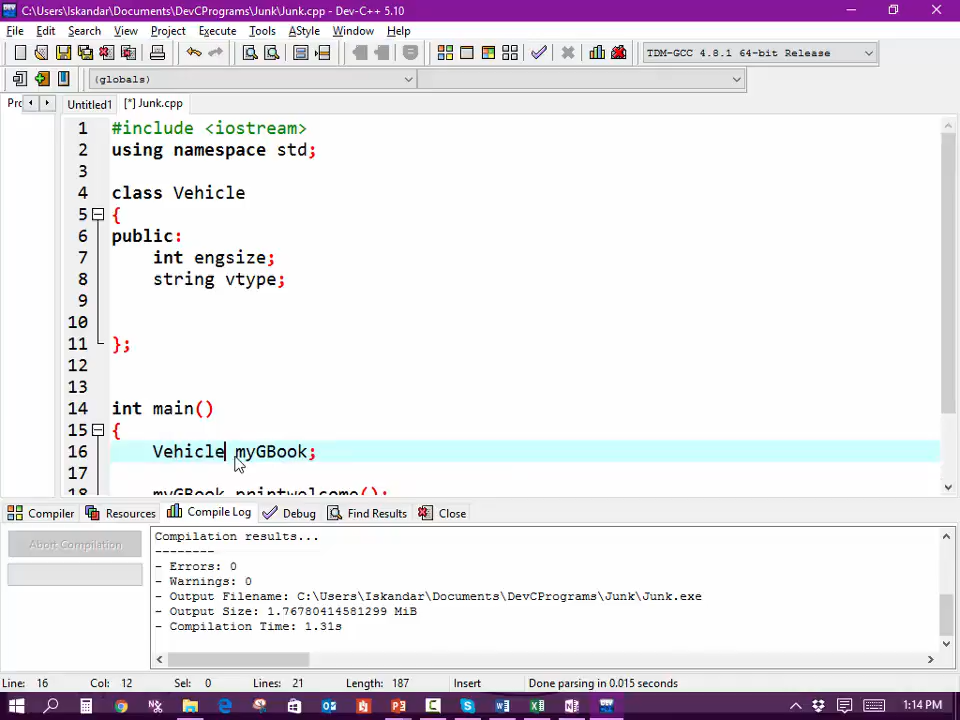 C:\Users\Iskandar\Documents\DevCPrograms\Junk\Junk.cpp - Dev-C++ 5.10
File Edit Search View Project Execute Tools AStyle Window Help
TDM-GCC 4.8.1 64-bit Release
(globals)
Prc Untitled1 [*] Junk.cpp
1 #include <iostream>
2 using namespace std;
3
4 class Vehicle
5 {
6 public:
7 int engsize;
8 string vtype;
9
10
11 };
12
13
14 int main()
15 {
16 Vehicle myGBook;
17
18 myGBook.printwelcome();
Compiler Resources Compile Log Debug Find Results Close
Abort Compilation
Compilation results...
--------
- Errors: 0
- Warnings: 0
- Output Filename: C:\Users\Iskandar\Documents\DevCPrograms\Junk\Junk.exe
- Output Size: 1.76780414581299 MiB
- Compilation Time: 1.31s
Line: 16 Col: 12 Sel: 0 Lines: 21 Length: 187 Insert Done parsing in 0.015 seconds
1:14 PM